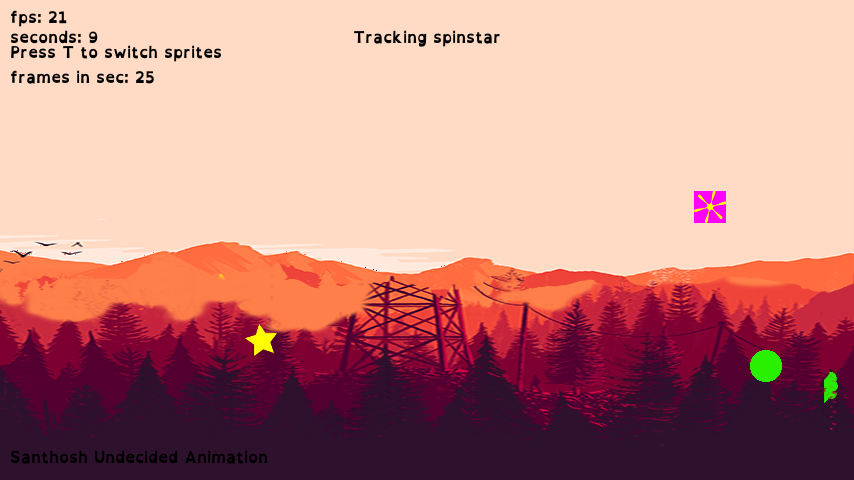 fps: 21
seconds: 9
Tracking spinstar
Press T to switch sprites
frames in sec: 25
Santhosh Undecided Animation